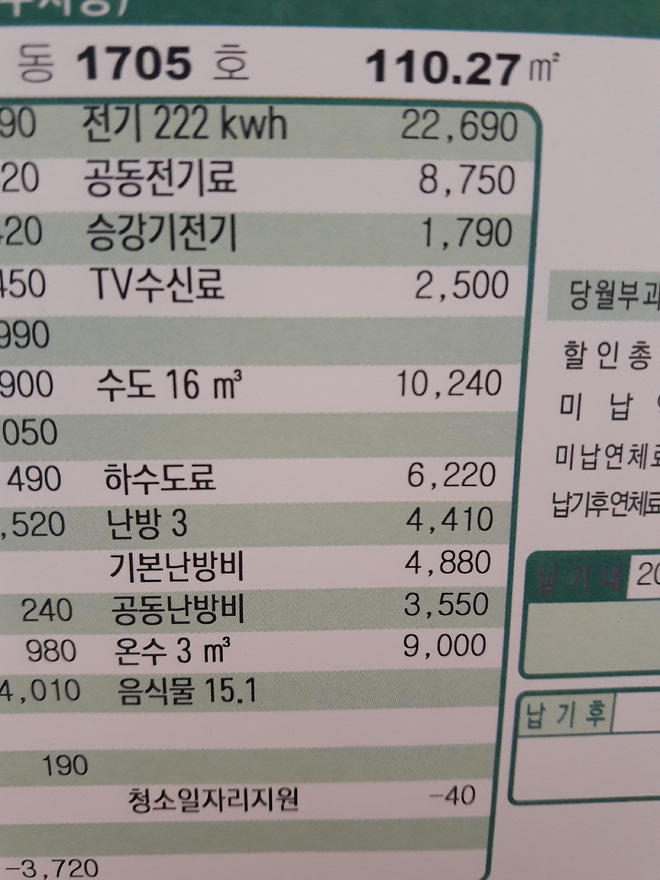 동 1705 호 110.27㎡
90 전기 222 kwh 22,690
20 공동전기료 8,750
420 승강기전기 1,790
450 TV수신료 2,500
990
900 수도 16 ㎥ 10,240
050
490 하수도료 6,220
,520 난방 3 4,410
기본난방비 4,880
240 공동난방비 3,550
980 온수 3 ㎥ 9,000
4,010 음식물 15.1
190
청소일자리지원 -40
-3,720
당월부과
할인총
미 납
미납연체료
납기후연체료
납기내 20
납기후